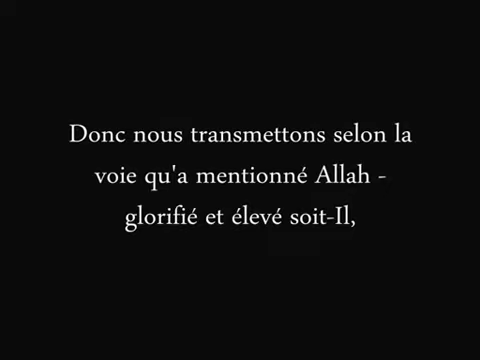 Donc nous transmettons selon la
voie qu'a mentionné Allah -
glorifié et élevé soit-Il,